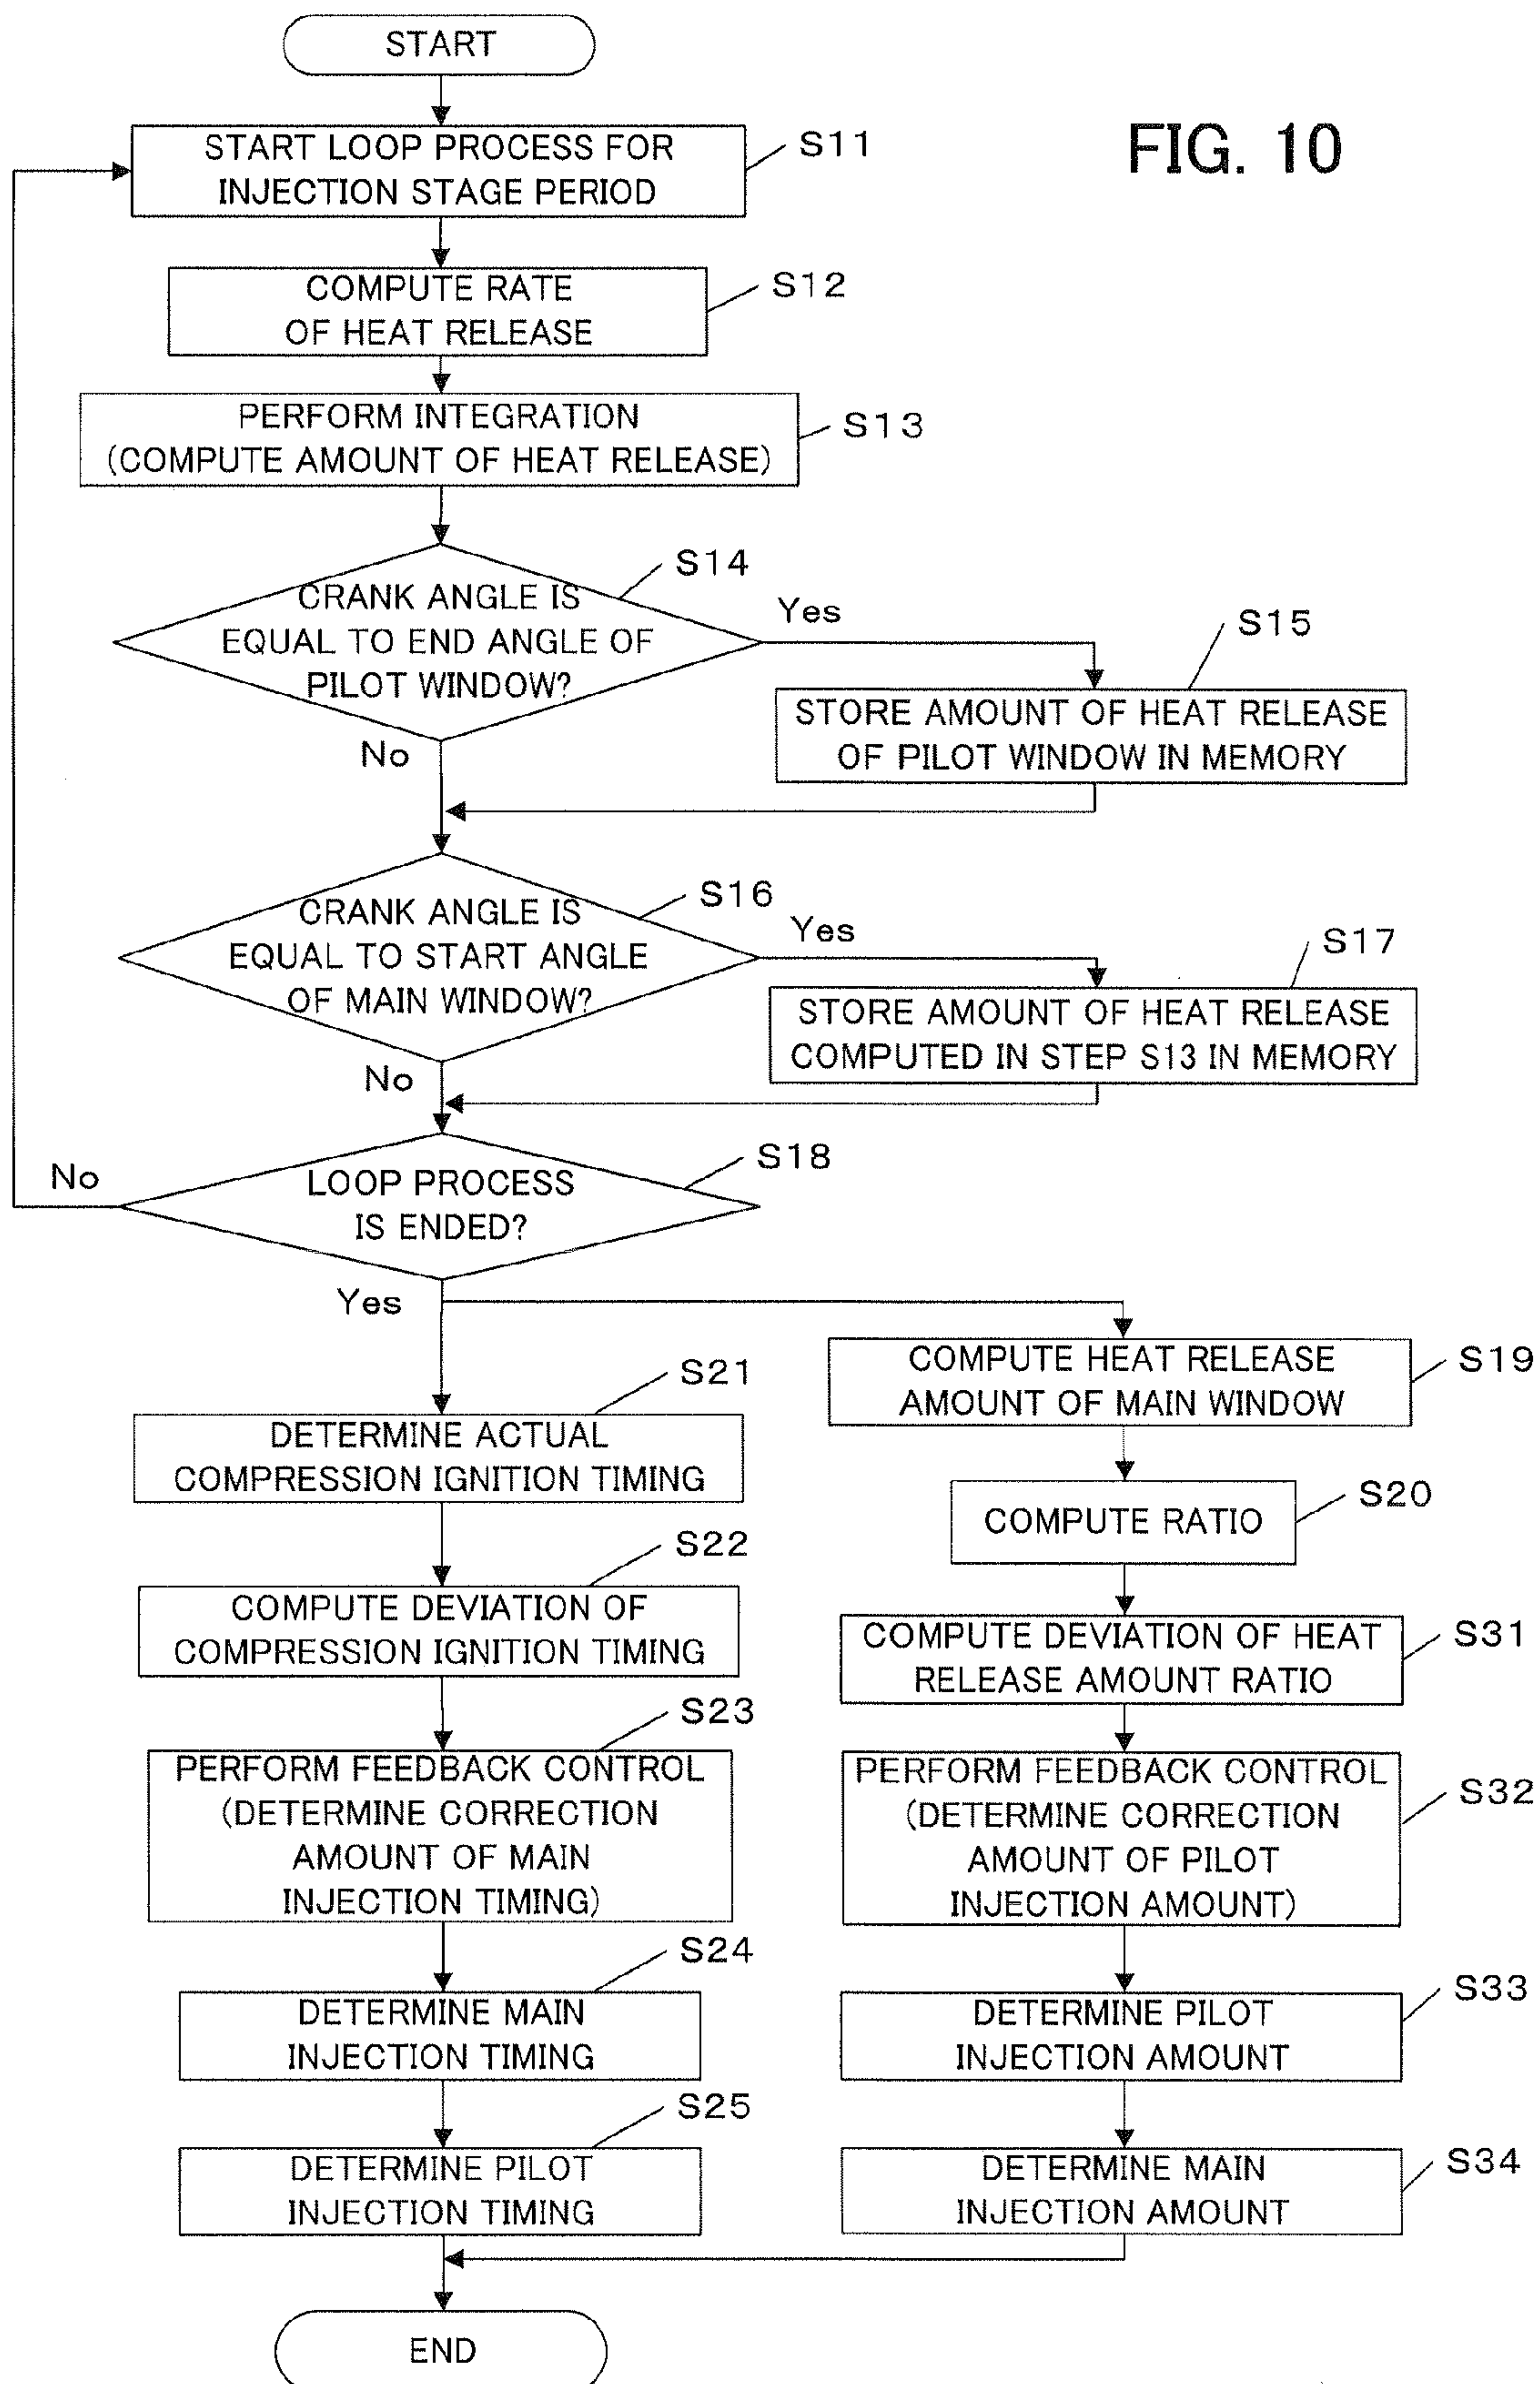 START
FIG. 10
START LOOP PROCESS FOR
INJECTION STAGE PERIOD
S11
COMPUTE RATE
OF HEAT RELEASE
S12
PERFORM INTEGRATION
(COMPUTE AMOUNT OF HEAT RELEASE)
S13
CRANK ANGLE IS
EQUAL TO END ANGLE OF
PILOT WINDOW?
S14
Yes
No
S15
STORE AMOUNT OF HEAT RELEASE
OF PILOT WINDOW IN MEMORY
CRANK ANGLE IS
EQUAL TO START ANGLE
OF MAIN WINDOW?
S16
Yes
No
S17
STORE AMOUNT OF HEAT RELEASE
COMPUTED IN STEP S13 IN MEMORY
LOOP PROCESS
IS ENDED?
S18
No
Yes
COMPUTE HEAT RELEASE
AMOUNT OF MAIN WINDOW
S19
S21
DETERMINE ACTUAL
COMPRESSION IGNITION TIMING
COMPUTE RATIO
S20
S22
COMPUTE DEVIATION OF
COMPRESSION IGNITION TIMING
COMPUTE DEVIATION OF HEAT
RELEASE AMOUNT RATIO
S31
S23
PERFORM FEEDBACK CONTROL
(DETERMINE CORRECTION
AMOUNT OF MAIN
INJECTION TIMING)
PERFORM FEEDBACK CONTROL
(DETERMINE CORRECTION
AMOUNT OF PILOT
INJECTION AMOUNT)
S32
S24
DETERMINE MAIN
INJECTION TIMING
DETERMINE PILOT
INJECTION AMOUNT
S33
S25
DETERMINE PILOT
INJECTION TIMING
DETERMINE MAIN
INJECTION AMOUNT
S34
END